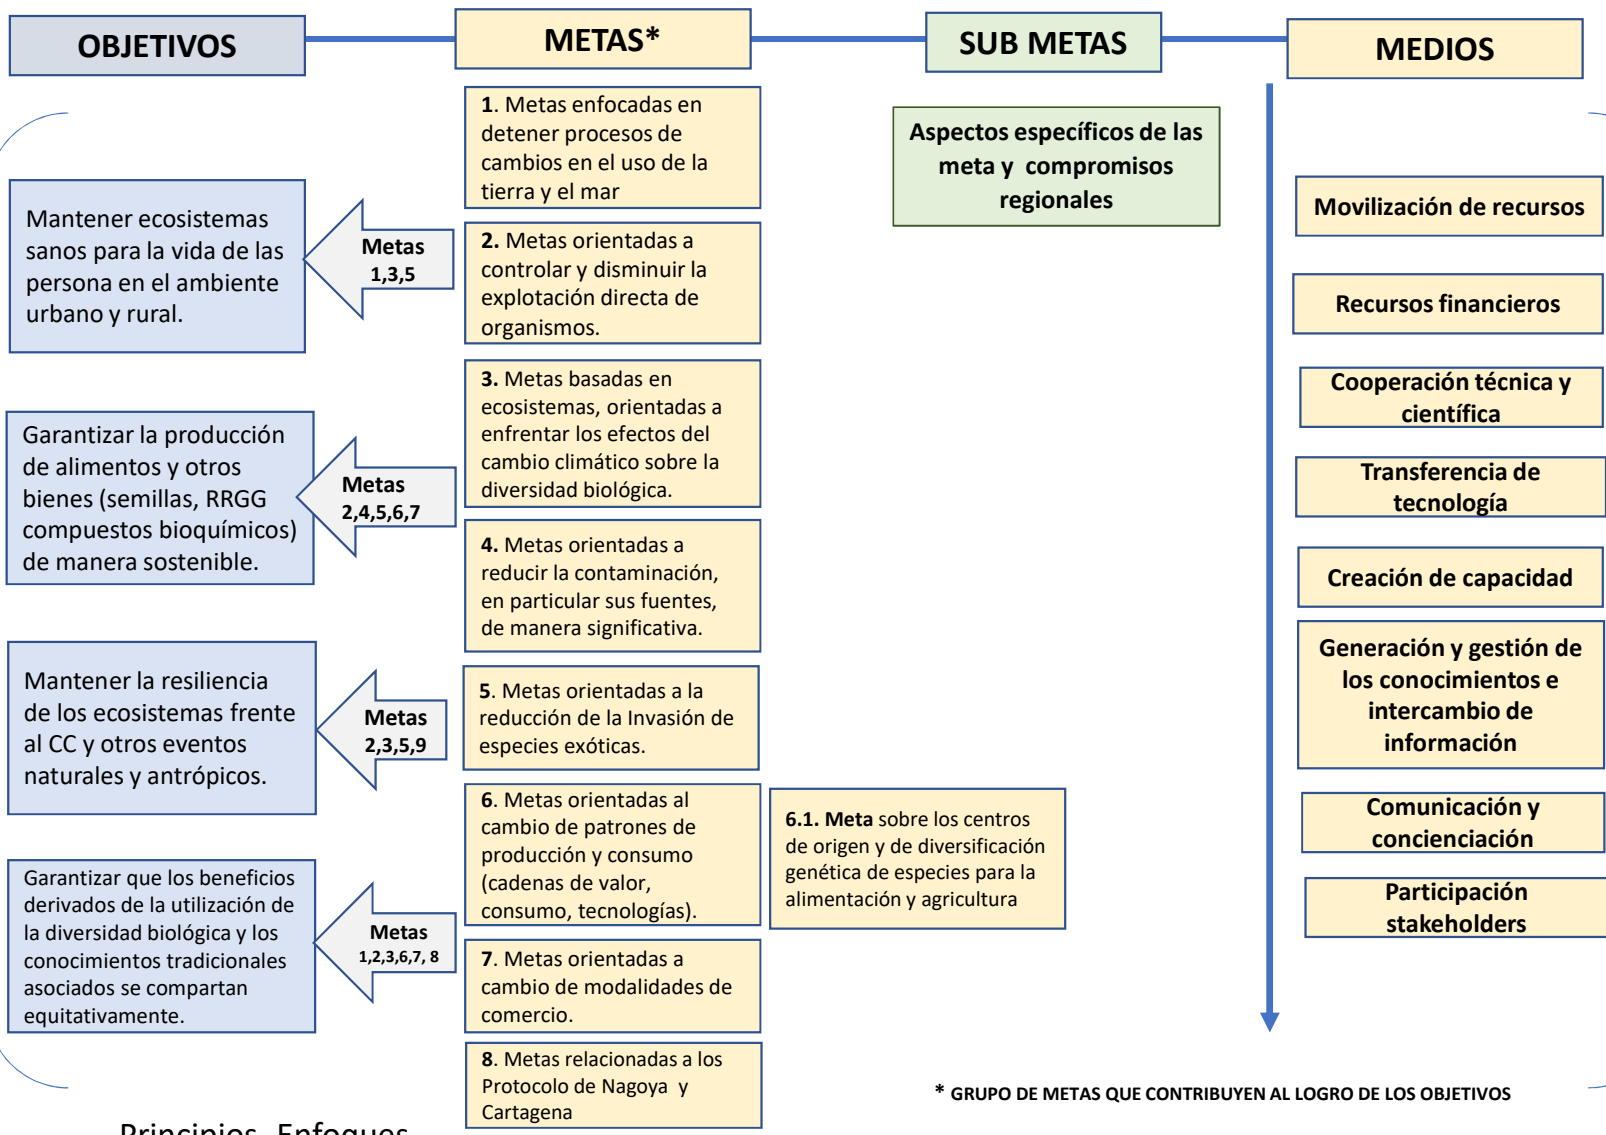 OBJETIVOS
METAS*
SUB METAS
MEDIOS
Mantener ecosistemas
sanos para la vida de las
persona en el ambiente
urbano y rural.
Metas
1,3,5
Garantizar la producción
de alimentos y otros
bienes (semillas, RRGG
compuestos bioquímicos)
de manera sostenible.
Metas
2,4,5,6,7
Mantener la resiliencia
de los ecosistemas frente
al CC y otros eventos
naturales y antrópicos.
Metas
2,3,5,9
Garantizar que los beneficios
derivados de la utilización de
la diversidad biológica y los
conocimientos tradicionales
asociados se compartan
equitativamente.
Metas
1,2,3,6,7, 8
1. Metas enfocadas en
detener procesos de
cambios en el uso de la
tierra y el mar
2. Metas orientadas a
controlar y disminuir la
explotación directa de
organismos.
3. Metas basadas en
ecosistemas, orientadas a
enfrentar los efectos del
cambio climático sobre la
diversidad biológica.
4. Metas orientadas a
reducir la contaminación,
en particular sus fuentes,
de manera significativa.
5. Metas orientadas a la
reducción de la Invasión de
especies exóticas.
6. Metas orientadas al
cambio de patrones de
producción y consumo
(cadenas de valor,
consumo, tecnologías).
7. Metas orientadas a
cambio de modalidades de
comercio.
8. Metas relacionadas a los
Protocolo de Nagoya y
Cartagena
Aspectos específicos de las
meta y compromisos
regionales
6.1. Meta sobre los centros
de origen y de diversificación
genética de especies para la
alimentación y agricultura
Movilización de recursos
Recursos financieros
Cooperación técnica y
científica
Transferencia de
tecnología
Creación de capacidad
Generación y gestión de
los conocimientos e
intercambio de
información
Comunicación y
concienciación
Participación
stakeholders
* GRUPO DE METAS QUE CONTRIBUYEN AL LOGRO DE LOS OBJETIVOS
Principios Enfoques